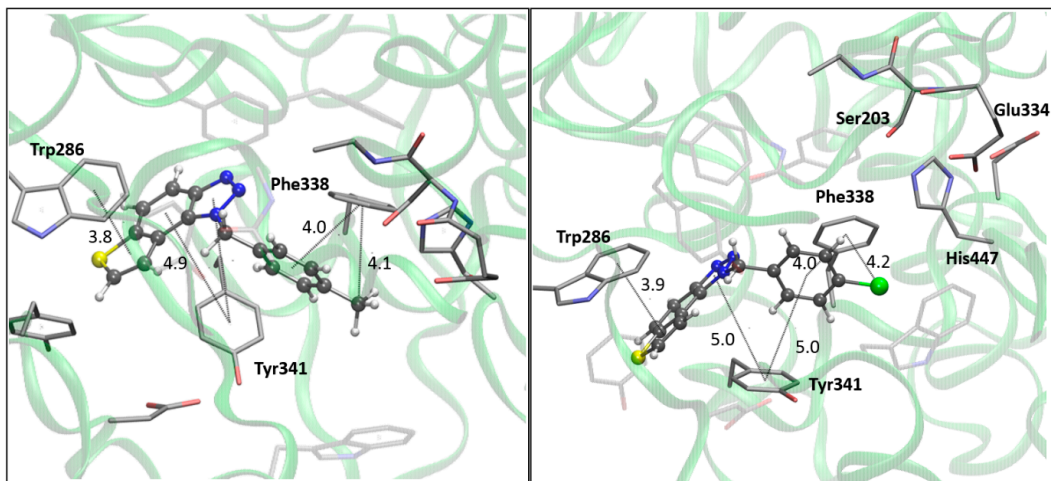 Trp286
Phe338
3.8
4.0
4.9
4.1
Tyr341
Ser203
Glu334
Phe338
Trp286
His447
4.0
4.2
3.9
5.0
5.0
Tyr341